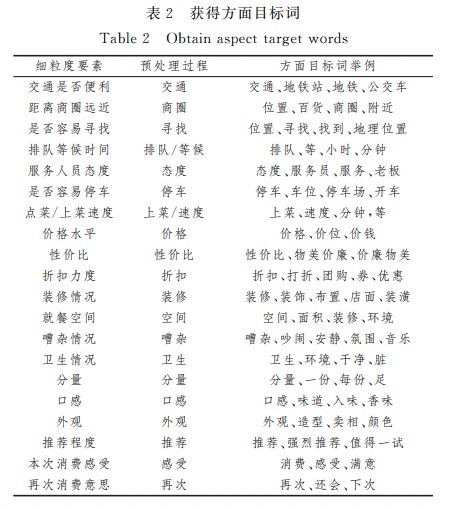 表 2 获得方面目标词
Table 2 Obtain aspect target words
细粒度要素 预处理过程 方面目标词举例
交通是否便利 交通 交通、地铁站、地铁、公交车
距离商圈远近 商圈 位置、百货、商圈、附近
是否容易寻找 寻找 位置、寻找、找到、地理位置
排队等候时间 排队/等候 排队、等、小时、分钟
服务人员态度 态度 态度、服务员、服务、老板
是否容易停车 停车 停车、车位、停车场、开车
点菜/上菜速度 上菜/速度 上菜、速度、分钟,等
价格水平 价格 价格、价位、价钱
性价比 性价比 性价比、物美价廉、价廉物美
折扣力度 折扣 折扣、打折、团购、券、优惠
装修情况 装修 装修、装饰、布置、店面、装潢
就餐空间 空间 空间、面积、装修、环境
嘈杂情况 嘈杂 嘈杂、吵闹、安静、氛围、音乐
卫生情况 卫生 卫生、环境、干净、脏
分量 分量 分量、一份、每份、足
口感 口感 口感、味道、入味、香味
外观 外观 外观、造型、卖相、颜色
推荐程度 推荐 推荐、强烈推荐、值得一试
本次消费感受 感受 消费、感受、满意
再次消费意思 再次 再次、还会、下次